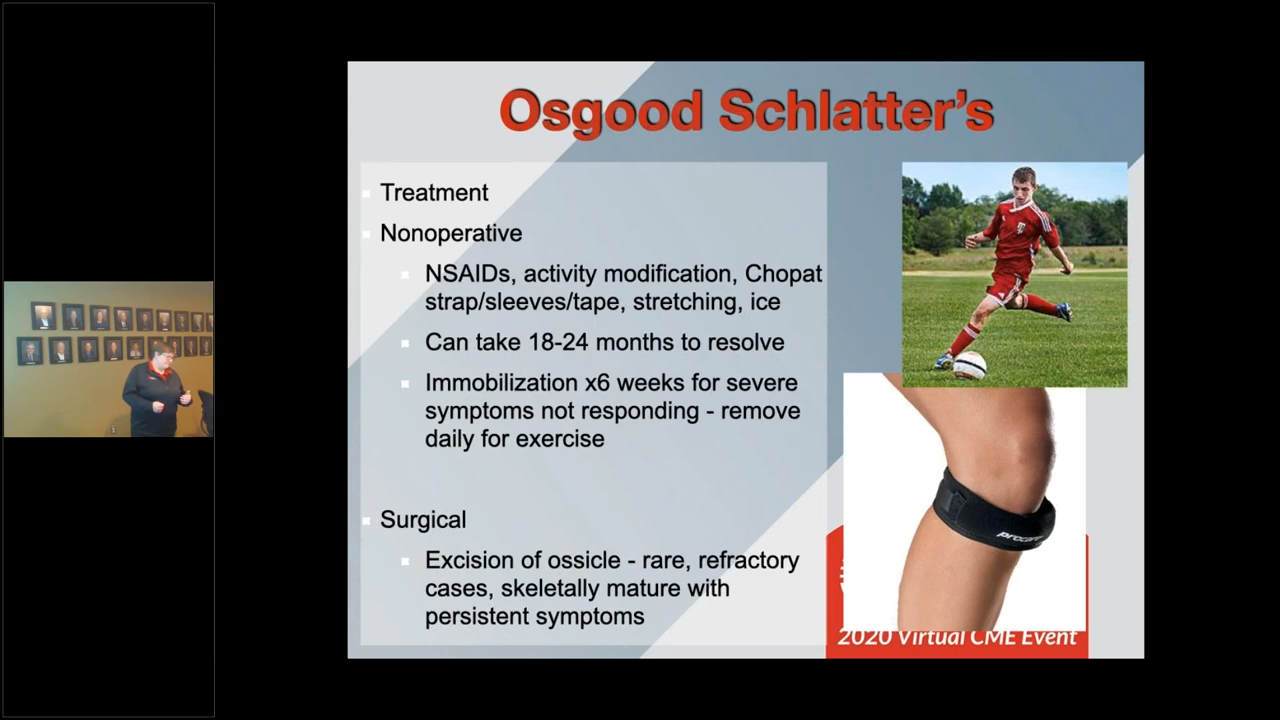 Osgood Schlatter's
Treatment
Nonoperative
NSAIDs, activity modification, Chopat
strap/sleeves/tape, stretching, ice
Can take 18-24 months to resolve
Immobilization x6 weeks for severe
symptoms not responding - remove
daily for exercise
Surgical
Excision of ossicle - rare, refractory
cases, skeletally mature with
persistent symptoms
procare
2020 Virtual CME Event